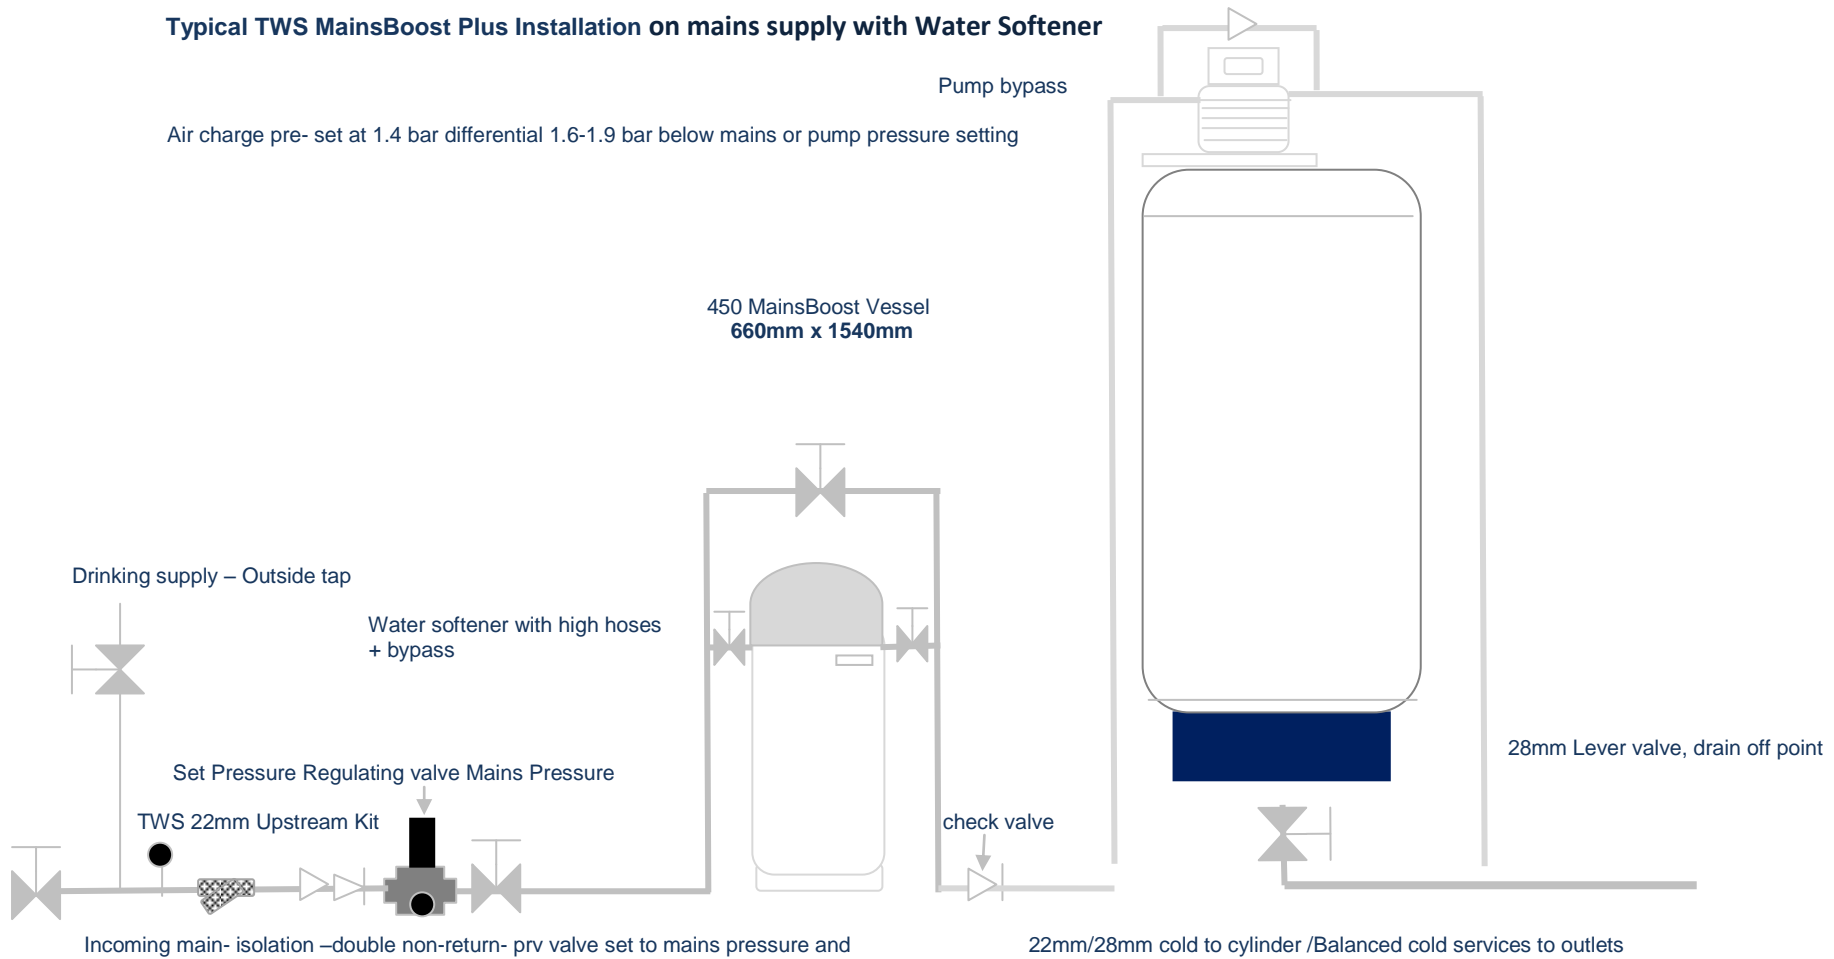 Typical TWS MainsBoost Plus Installation on mains supply with Water Softener
Pump bypass
Air charge pre- set at 1.4 bar differential 1.6-1.9 bar below mains or pump pressure setting
450 MainsBoost Vessel
660mm x 1540mm
Drinking supply – Outside tap
Water softener with high hoses
+ bypass
28mm Lever valve, drain off point
Set Pressure Regulating valve Mains Pressure
TWS 22mm Upstream Kit
check valve
Incoming main- isolation –double non-return- prv valve set to mains pressure and
22mm/28mm cold to cylinder /Balanced cold services to outlets